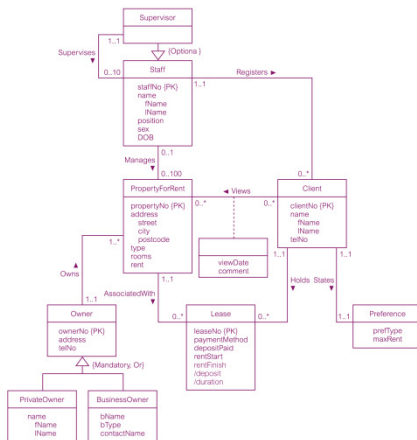 Supervisor
1..1
Supervises
{Optiona }
0..10
Staff
1..1
Registers ►
staffNo {PK}
name
fName
lName
position
sex
DOB
0..1
Manages
0..100
0..*
PropertyForRent
◄ Views
Client
0..*
0..*
propertyNo {PK}
address
street
city
postcode
type
rooms
rent
clientNo {PK}
name
fName
lName
telNo
viewDate
comment
1..*
1..1
1..1
1..1
Owns
AssociatedWith
Holds
States
1..1
0..*
0..*
1..1
Owner
ownerNo {PK}
address
telNo
Lease
leaseNo {PK}
paymentMethod
depositPaid
rentStart
rentFinish
/deposit
/duration
Preference
prefType
maxRent
{Mandatory, Or}
PrivateOwner
name
fName
lName
BusinessOwner
bName
bType
contactName